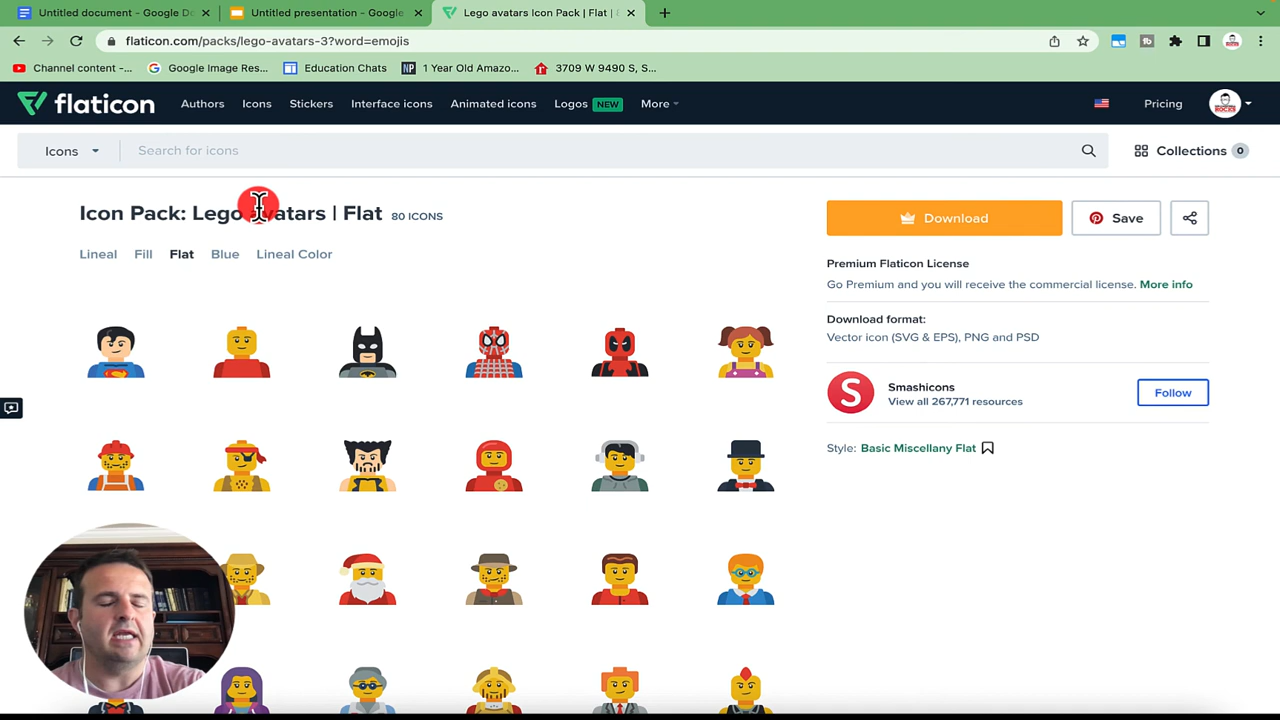 Untitled document - Google D
Untitled presentation - Google
Lego avatars Icon Pack | Flat |
flaticon.com/packs/lego-avatars-3?word=emojis
Channel content -...
Google Image Res...
Education Chats
NP
1 Year Old Amazo...
3709 W 9490 S, S...
flaticon
Authors
Icons
Stickers
Interface icons
Animated icons
Logos NEW
More
Pricing
Icons
Search for icons
Collections 0
Icon Pack: Lego avatars | Flat 80 ICONS
Lineal
Fill
Flat
Blue
Lineal Color
Download
Save
Premium Flaticon License
Go Premium and you will receive the commercial license. More info
Download format:
Vector icon (SVG & EPS), PNG and PSD
S
Smashicons
View all 267,771 resources
Follow
Style: Basic Miscellany Flat